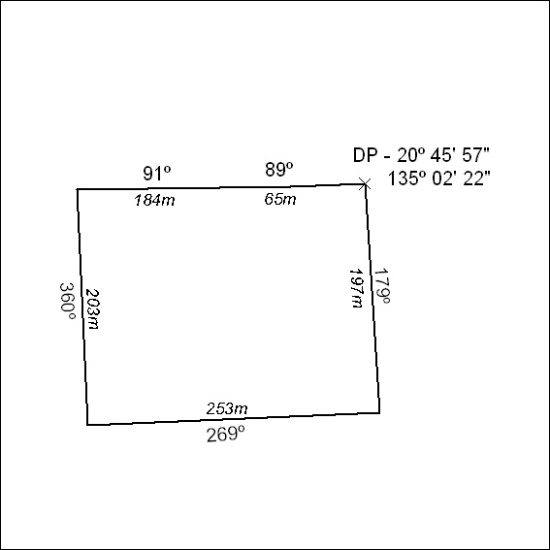 DP - 20º 45' 57"
135º 02' 22"
91º
89º
184m
65m
360º
203m
197m
179º
253m
269º